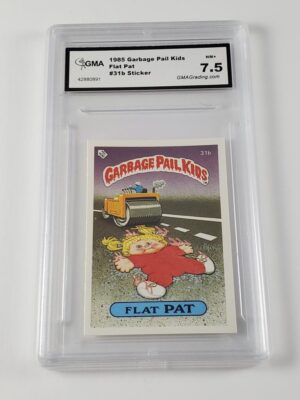 GMA
1985 Garbage Pail Kids
Flat Pat
#31b Sticker
42980891
NM+
7.5
GMAGrading.com
31b
GARBAGE PAIL KIDS
FLAT PAT